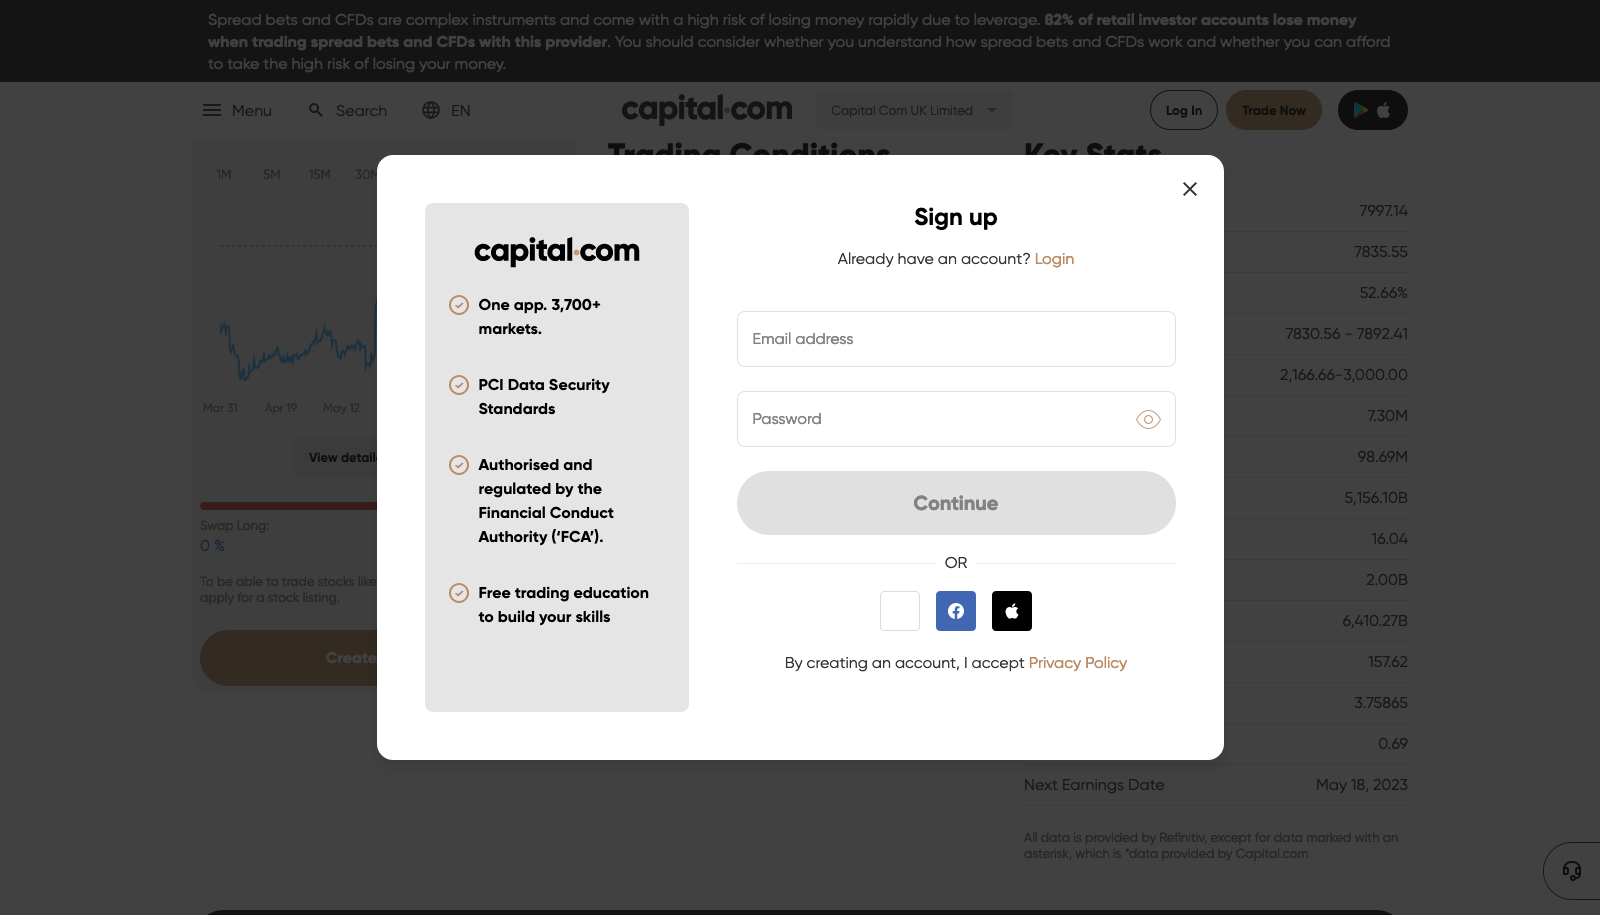 Spread bets and CFDs are complex instruments and come with a high risk of losing money rapidly due to leverage. 82% of retail investor accounts lose money
when trading spread bets and CFDs with this provider. You should consider whether you understand how spread bets and CFDs work and whether you can afford
to take the high risk of losing your money.
Menu Search EN capital.com Capital Com UK Limited Log In Trade Now
Trading Conditions Key Stats
1M 5M 15M 30M
Sign up
Already have an account? Login
capital.com
One app. 3,700+
markets.
PCI Data Security
Standards
Authorised and
regulated by the
Financial Conduct
Authority (‘FCA’).
Free trading education
to build your skills
Email address
Password
Continue
OR
By creating an account, I accept Privacy Policy
Mar 31 Apr 19 May 12
View detail
Swap Long:
0 %
To be able to trade stocks like
apply for a stock listing.
Create
7997.14
7835.55
52.66%
7830.56 - 7892.41
2,166.66-3,000.00
7.30M
98.69M
5,156.10B
16.04
2.00B
6,410.27B
157.62
3.75865
0.69
Next Earnings Date May 18, 2023
All data is provided by Refinitiv, except for data marked with an
asterisk, which is *data provided by Capital.com